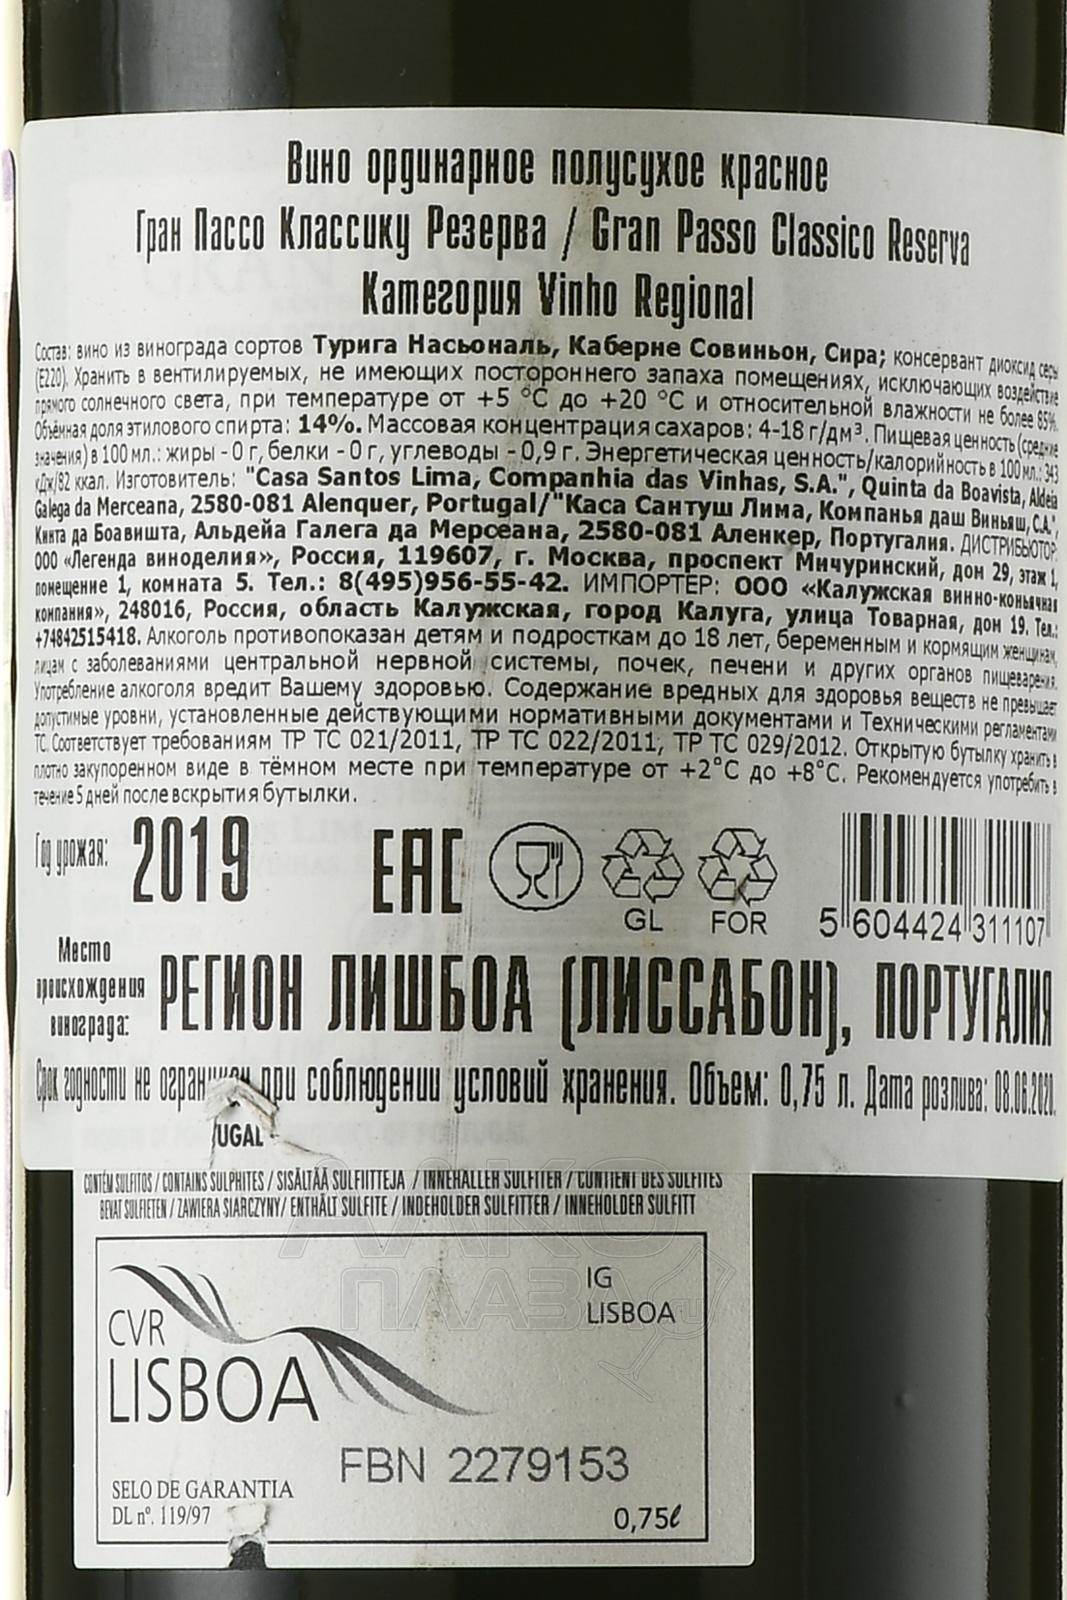 Вино ординарное полусухое красное
Гран Пассо Классику Резерва / Gran Passo Classico Reserva
Категория Vinho Regional
Состав: вино из винограда сортов Турига Насьональ, Каберне Совиньон, Сира; консервант диоксид серы
(Е220). Хранить в вентилируемых, не имеющих постороннего запаха помещениях, исключающих воздействие
прямого солнечного света, при температуре от +5 °C до +20 °C и относительной влажности не более 85%.
Объёмная доля этилового спирта: 14%. Массовая концентрация сахаров: 4-18 г/дм³. Пищевая ценность (средние
значения) в 100 мл.: жиры - 0 г, белки - 0 г, углеводы - 0,9 г. Энергетическая ценность/калорийность в 100 мл.: 343
кДж/82 ккал. Изготовитель: "Casa Santos Lima, Companhia das Vinhas, S.A.", Quinta da Boavista, Aldeia
Galega da Merceana, 2580-081 Alenquer, Portugal/"Каса Сантуш Лима, Компанья даш Виньяш, С.А.",
Кинта да Боавишта, Альдейа Галега да Мерсеана, 2580-081 Аленкер, Португалия. ДИСТРИБЬЮТОР:
ООО «Легенда виноделия», Россия, 119607, г. Москва, проспект Мичуринский, дом 29, этаж 1,
помещение 1, комната 5. Тел.: 8(495)956-55-42. ИМПОРТЕР: ООО «Калужская винно-коньячная
компания», 248016, Россия, область Калужская, город Калуга, улица Товарная, дом 19. Тел.:
+74842515418. Алкоголь противопоказан детям и подросткам до 18 лет, беременным и кормящим женщинам,
лицам с заболеваниями центральной нервной системы, почек, печени и других органов пищеварения.
Употребление алкоголя вредит Вашему здоровью. Содержание вредных для здоровья веществ не превышает
допустимые уровни, установленные действующими нормативными документами и Техническими регламентами
ТС. Соответствует требованиям ТР ТС 021/2011, ТР ТС 022/2011, ТР ТС 029/2012. Открытую бутылку хранить в
плотно закупоренном виде в тёмном месте при температуре от +2°C до +8°C. Рекомендуется употребить в
течение 5 дней после вскрытия бутылки.
Год урожая: 2019 EAC
GL FOR
5 604424 311107
Место
происхождения
винограда: РЕГИОН ЛИШБОА (ЛИССАБОН), ПОРТУГАЛИЯ
Срок годности не ограничен при соблюдении условий хранения. Объем: 0,75 л. Дата розлива: 08.06.2020.
UGAL
CONTÉM SULFITOS / CONTAINS SULPHITES / SISÄLTÄÄ SULFIITTEJA / INNEHÅLLER SULFITER / CONTIENT DES SULFITES
BEVAT SULFIETEN / ZAWIERA SIARCZYNY/ ENTHÄLT SULFITE / INDEHOLDER SULFITTER / INNEHOLDER SULFITT
IG
LISBOA
CVR
LISBOA
FBN 2279153
SELO DE GARANTIA
DL nº. 119/97
0,75ℓ
АЛКО
ПЛАЗА.ru